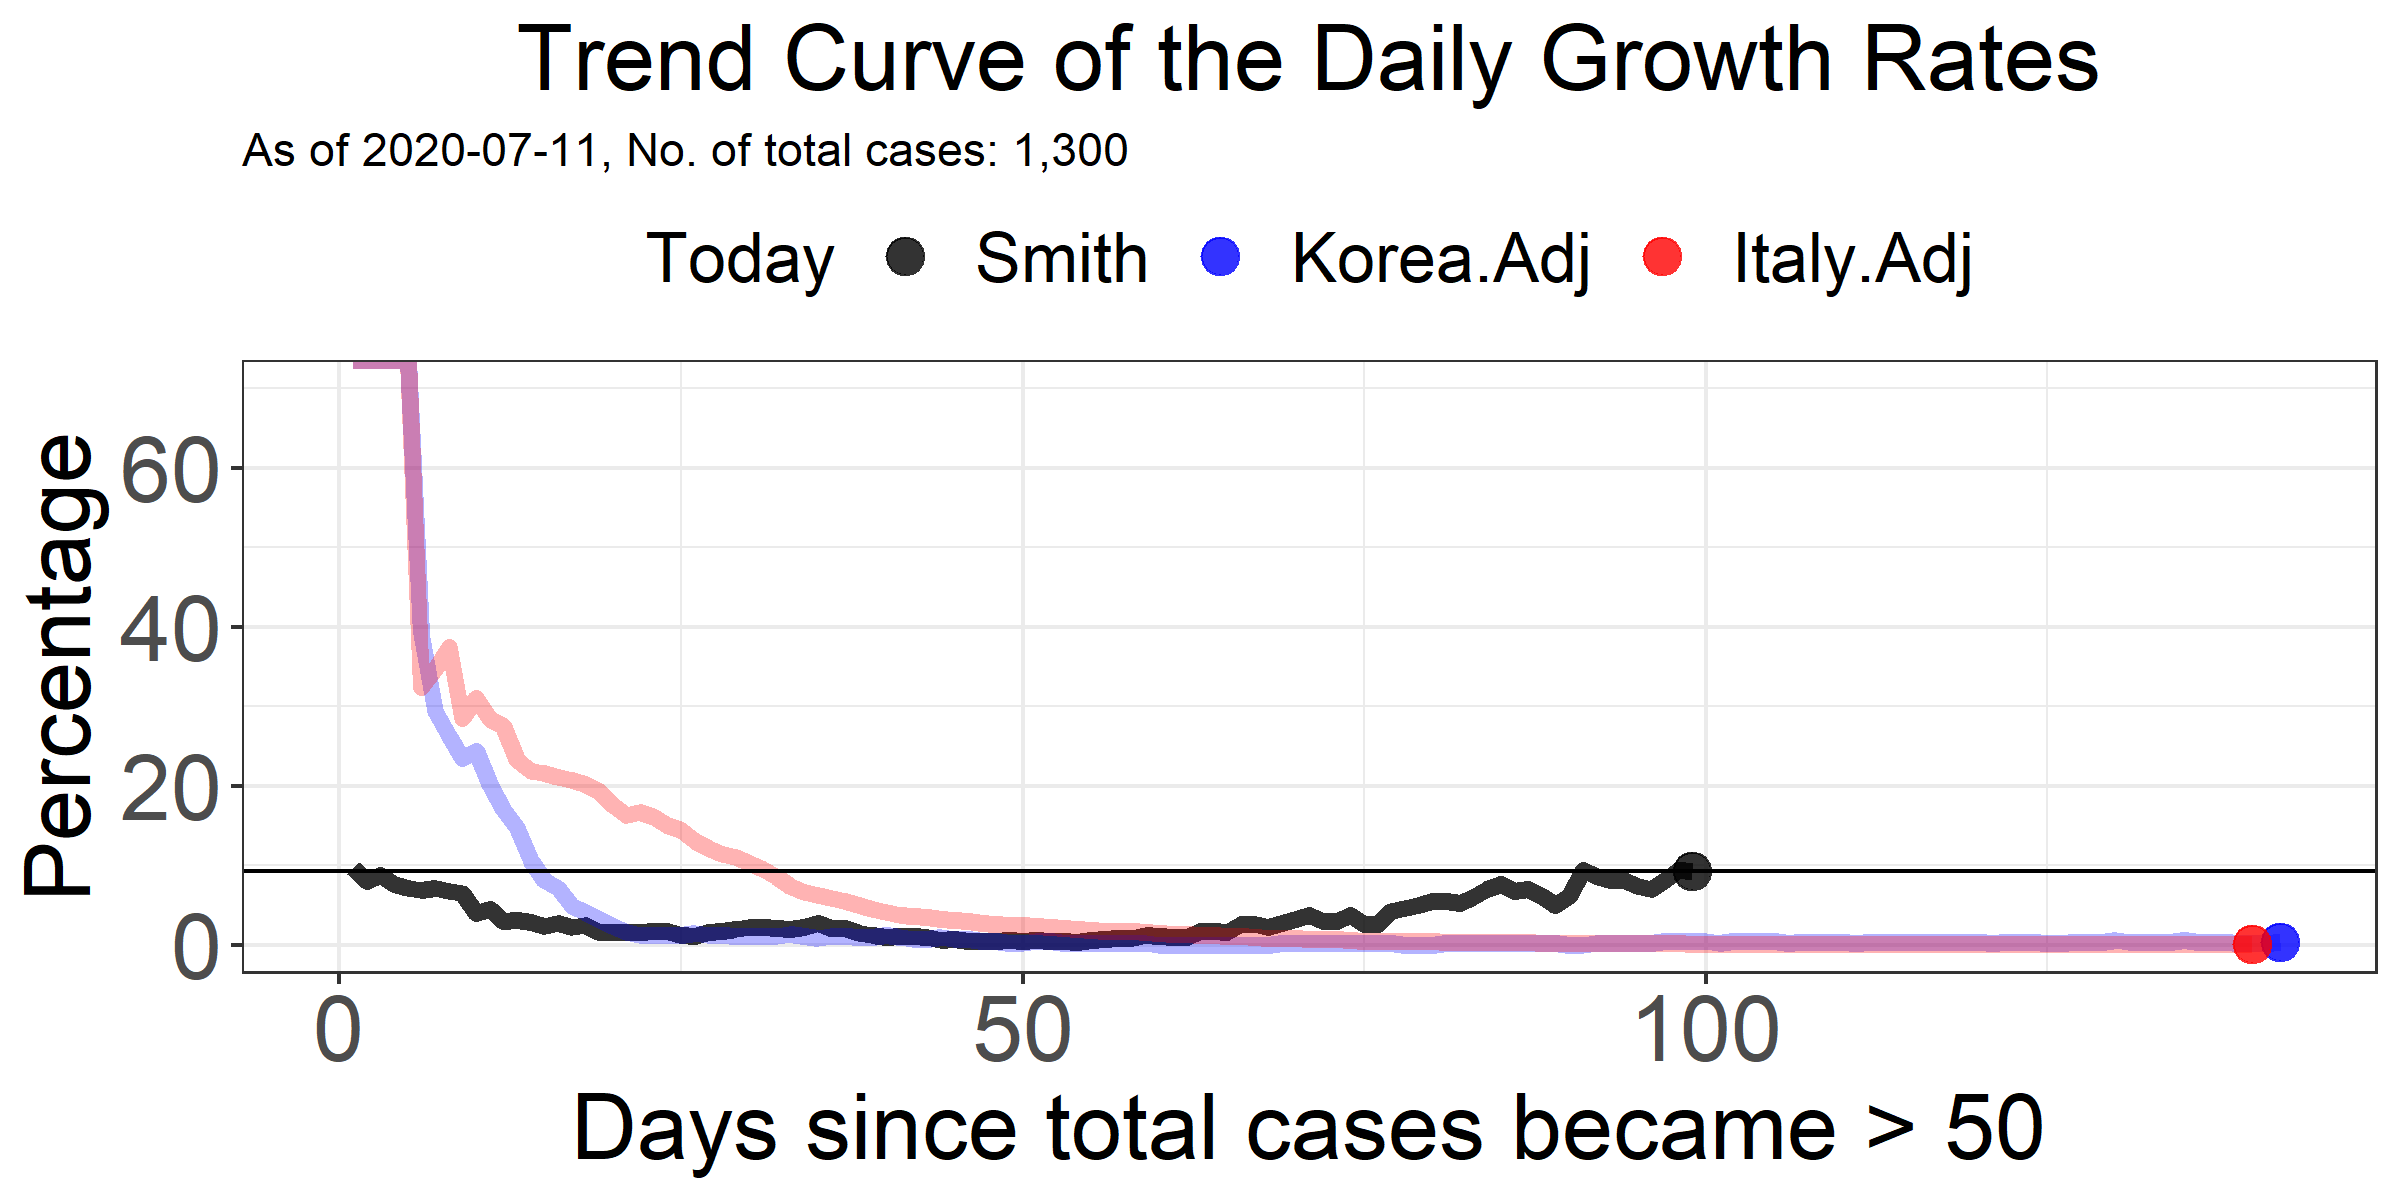 Trend Curve of the Daily Growth Rates
As of 2020-07-11, No. of total cases: 1,300
Today Smith Korea.Adj Italy.Adj
Percentage
60
40
20
0
0 50 100
Days since total cases became > 50